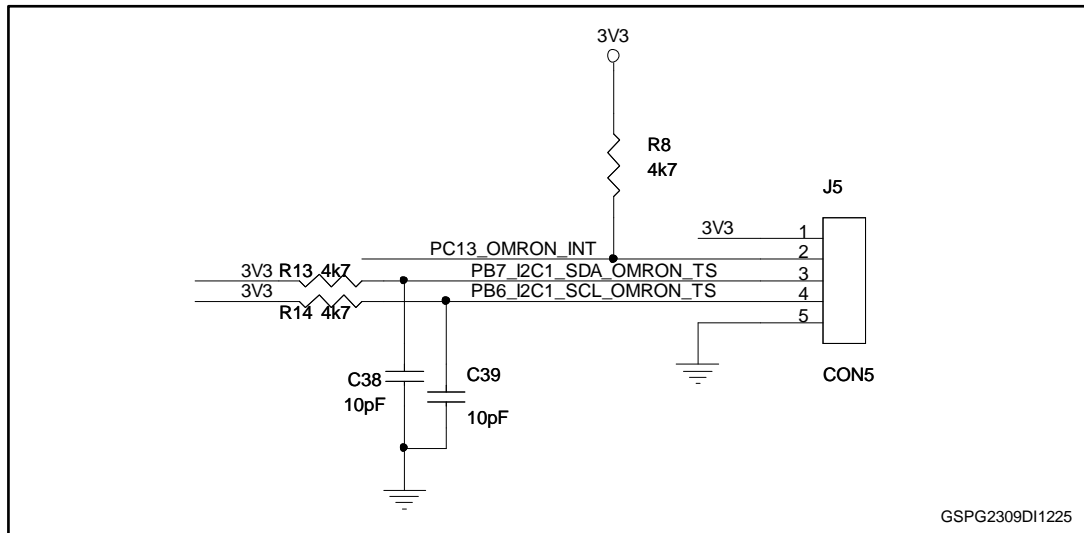 3V3
R8
4k7
J5
3V3
1
PC13_OMRON_INT
2
3V3 R13 4k7
PB7_I2C1_SDA_OMRON_TS
3
3V3
PB6_I2C1_SCL_OMRON_TS
4
R14 4k7
5
C38
10pF
C39
10pF
CON5
GSPG2309DI1225